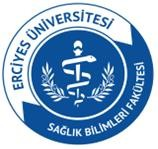 ERCİYES ÜNİVERSİTESİ
SAĞLIK BİLİMLERİ FAKÜLTESİ